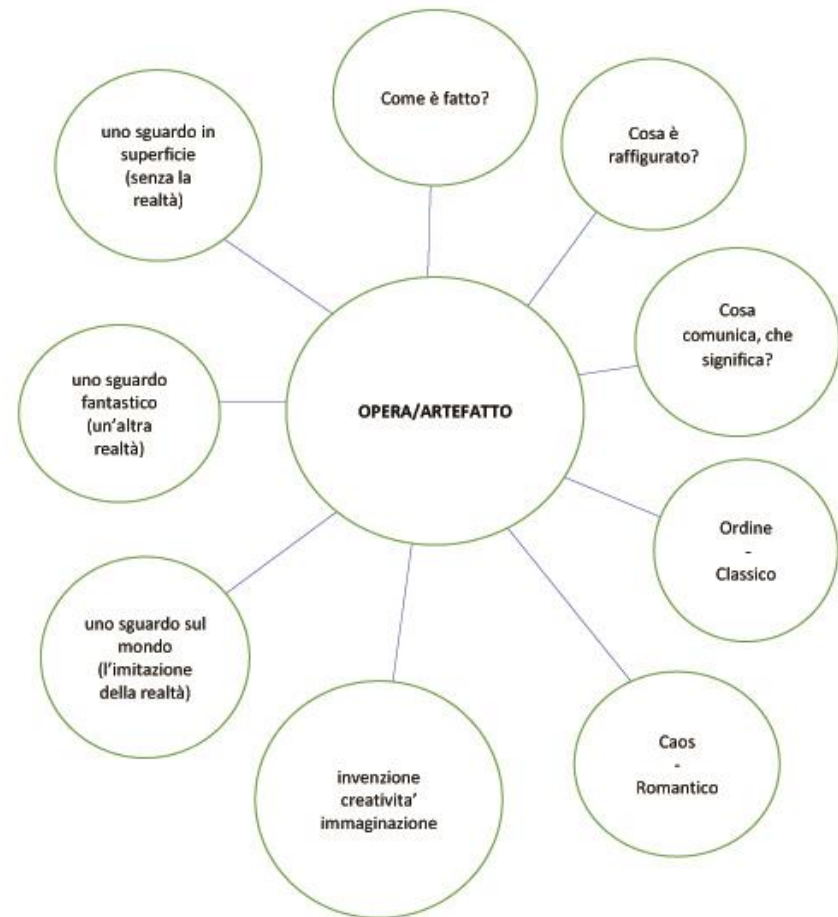 Come è fatto?
Cosa è
raffigurato?
Cosa
comunica, che
significa?
Ordine
-
Classico
Caos
-
Romantico
invenzione
creativita’
immaginazione
uno sguardo sul
mondo
(l’imitazione
della realtà)
uno sguardo
fantastico
(un’altra
realtà)
uno sguardo in
superficie
(senza la
realtà)
OPERA/ARTEFATTO